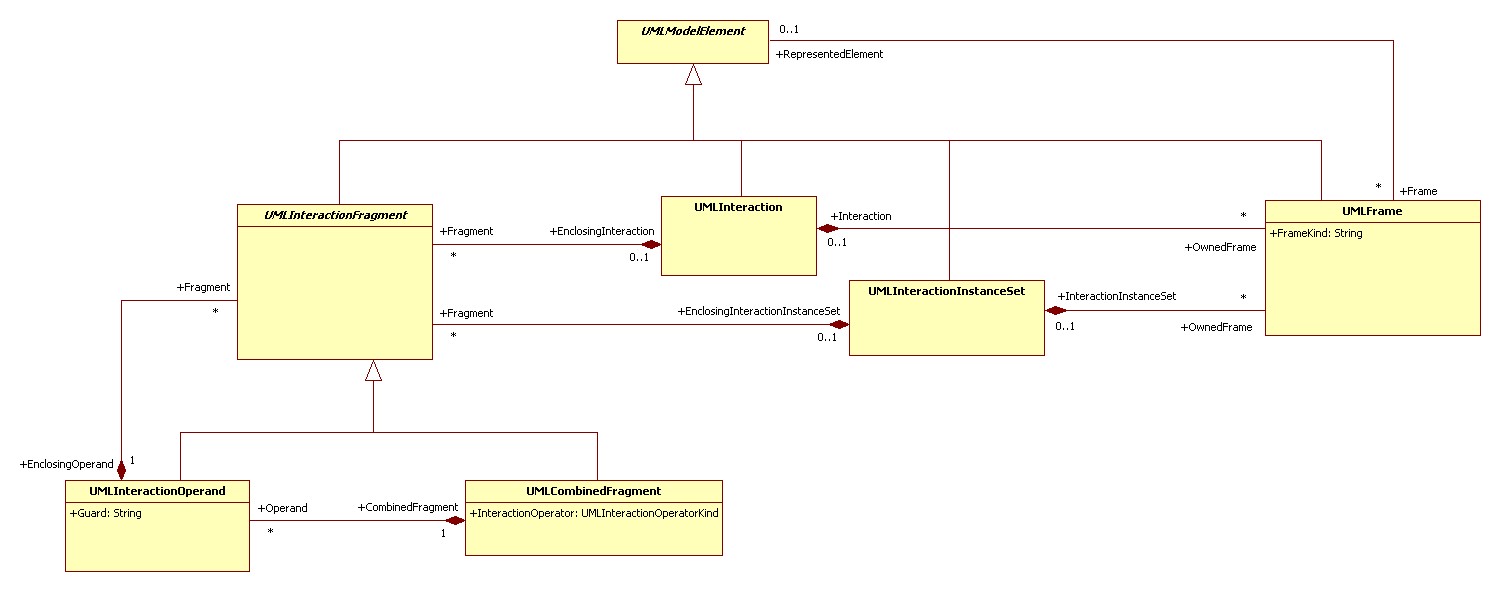 UMLModelElement
0..1
+RepresentedElement
*
+Frame
UMLInteractionFragment
UMLInteraction
UMLFrame
+FrameKind: String
+Fragment
*
+EnclosingInteraction
0..1
+Interaction
0..1
*
+OwnedFrame
+Fragment
*
+Fragment
*
+EnclosingInteractionInstanceSet
0..1
UMLInteractionInstanceSet
+InteractionInstanceSet
0..1
*
+OwnedFrame
+EnclosingOperand
1
UMLInteractionOperand
+Guard: String
+Operand
*
+CombinedFragment
1
UMLCombinedFragment
+InteractionOperator: UMLInteractionOperatorKind